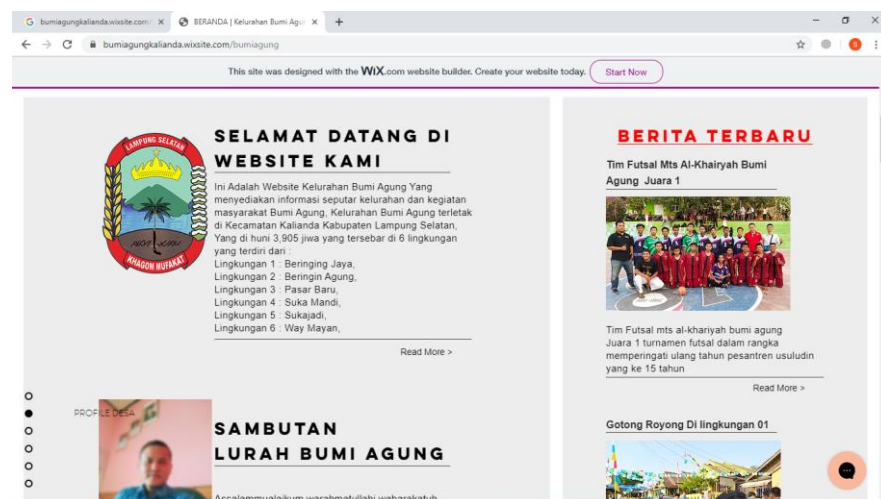 bumiagungkalianda.wixsite.com/
BERANDA | Kelurahan Bumi Agu
bumiagungkalianda.wixsite.com/bumiagung
This site was designed with the WiX.com website builder. Create your website today.
Start Now
LAMPUNG SELATAN
KHAGOM MUFAKAT
SELAMAT DATANG DI
WEBSITE KAMI
Ini Adalah Website Kelurahan Bumi Agung Yang
menyediakan informasi seputar kelurahan dan kegiatan
masyarakat Bumi Agung, Kelurahan Bumi Agung terletak
di Kecamatan Kalianda Kabupaten Lampung Selatan,
Yang di huni 3,905 jiwa yang tersebar di 6 lingkungan
yang terdiri dari :
Lingkungan 1 : Beringing Jaya,
Lingkungan 2 : Beringin Agung,
Lingkungan 3 : Pasar Baru,
Lingkungan 4 : Suka Mandi,
Lingkungan 5 : Sukajadi,
Lingkungan 6 : Way Mayan,
Read More >
PROFILE DESA
SAMBUTAN
LURAH BUMI AGUNG
Assalammualaikum warahmatullahi wabarakatuh
BERITA TERBARU
Tim Futsal Mts Al-Khairyah Bumi
Agung Juara 1
Tim Futsal mts al-khariyah bumi agung
Juara 1 turnamen futsal dalam rangka
memperingati ulang tahun pesantren usuludin
yang ke 15 tahun
Read More >
Gotong Royong Di lingkungan 01